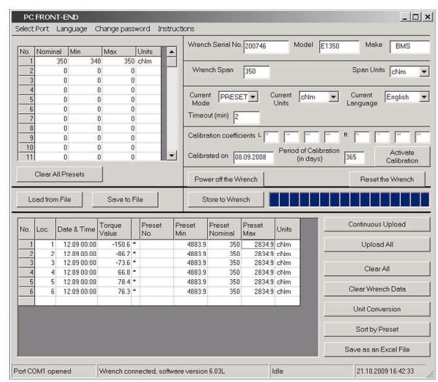 PC FRONT-END
Select Port Language Change password Instructions
No. Nominal Min Max Units
1 350 348 350 cNm
2 0 0 0
3 0 0 0
4 0 0 0
5 0 0 0
6 0 0 0
7 0 0 0
8 0 0 0
9 0 0 0
10 0 0 0
11 0 0 0
Clear All Presets
Load from File Save to File
Wrench Serial No. 200746 Model E1350 Make BMS
Wrench Span 350 Span Units cNm
Current Mode PRESET Current Units cNm Current Language English
Timeout (min) 2
Calibration coefficients L R
Calibrated on 08.09.2008 Period of Calibration (in days) 365 Activate Calibration
Power off the Wrench Reset the Wrench
Store to Wrench
No. Loc. Date & Time Torque Value Preset No. Preset Min Preset Nominal Preset Max Units
1 1 12.09 00:00 -150.6 * 4883.9 350 2834.9 cNm
2 2 12.09 00:00 -86.7 * 4883.9 350 2834.9 cNm
3 3 12.09 00:00 -73.6 * 4883.9 350 2834.9 cNm
4 4 12.09 00:00 66.8 * 4883.9 350 2834.9 cNm
5 5 12.09 00:00 78.4 * 4883.9 350 2834.9 cNm
6 6 12.09 00:00 76.3 * 4883.9 350 2834.9 cNm
Continuous Upload
Upload All
Clear All
Clear Wrench Data
Unit Conversion
Sort by Preset
Save as an Excel File
Port COM1 opened Wrench connected, software version 6.03L Idle 21.10.2009 16:42:33